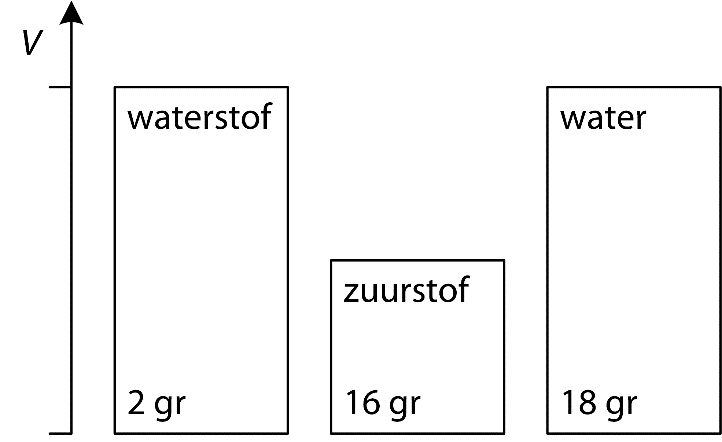 V
waterstof
2 gr
zuurstof
16 gr
water
18 gr